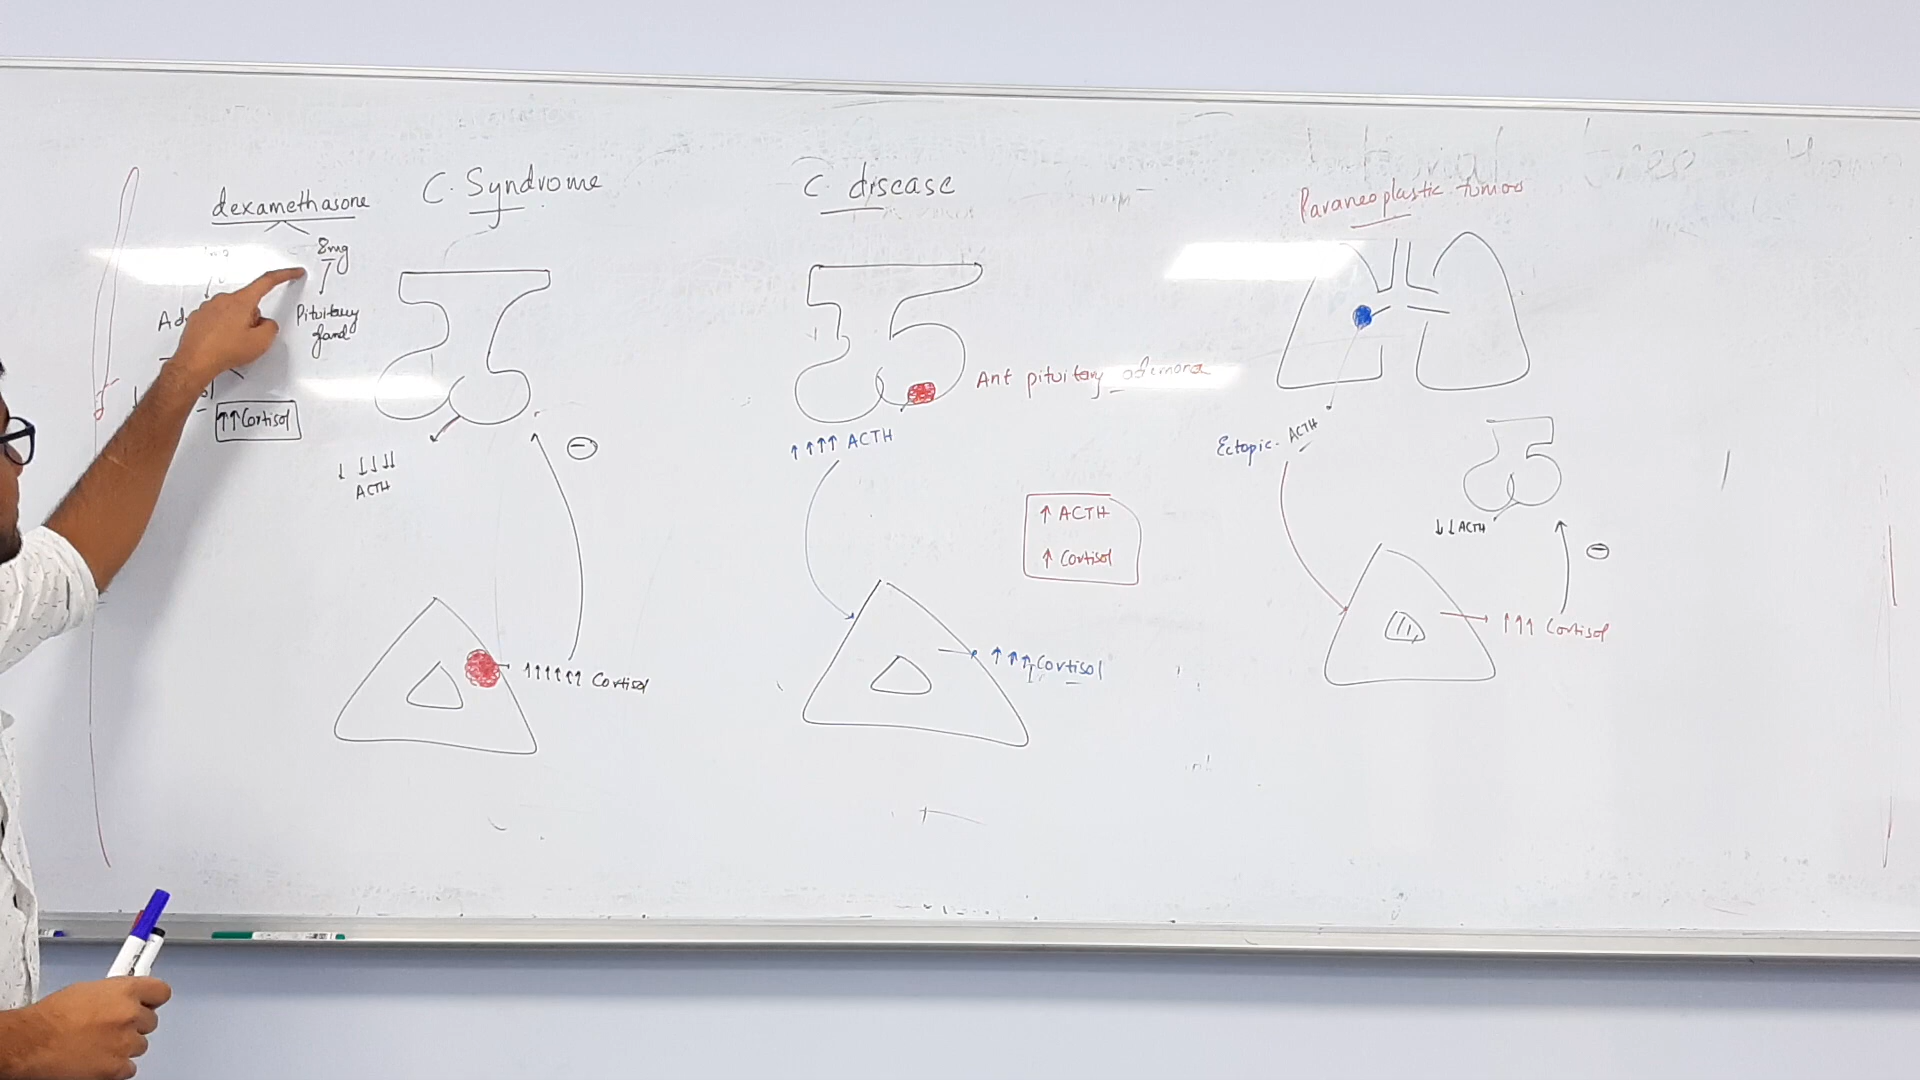 dexamethasone
8mg
Pituitary
gland
↑↑Cortisol
C. Syndrome
↓ ↓↓↓↓
ACTH
↑↑↑↑↑↑ Cortisol
C. disease
Ant pituitary
↑↑↑↑ ACTH
↑ ACTH
↑ Cortisol
↑↑↑ Cortisol
Paraneoplastic tumors
Ectopic. ACTH
↓↓ ACTH
↑↑↑ Cortisol